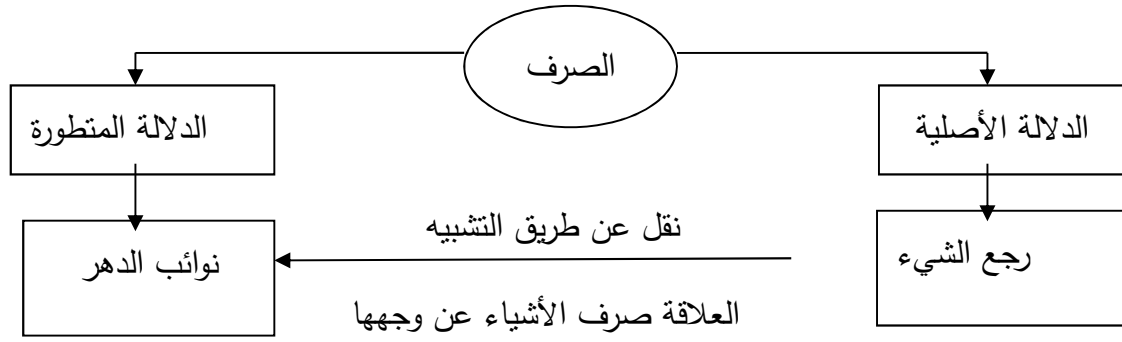 الصرف
الدلالة الأصلية
الدلالة المتطورة
نقل عن طريق التشبيه
رجع الشيء
نوائب الدهر
العلاقة صرف الأشياء عن وجهها